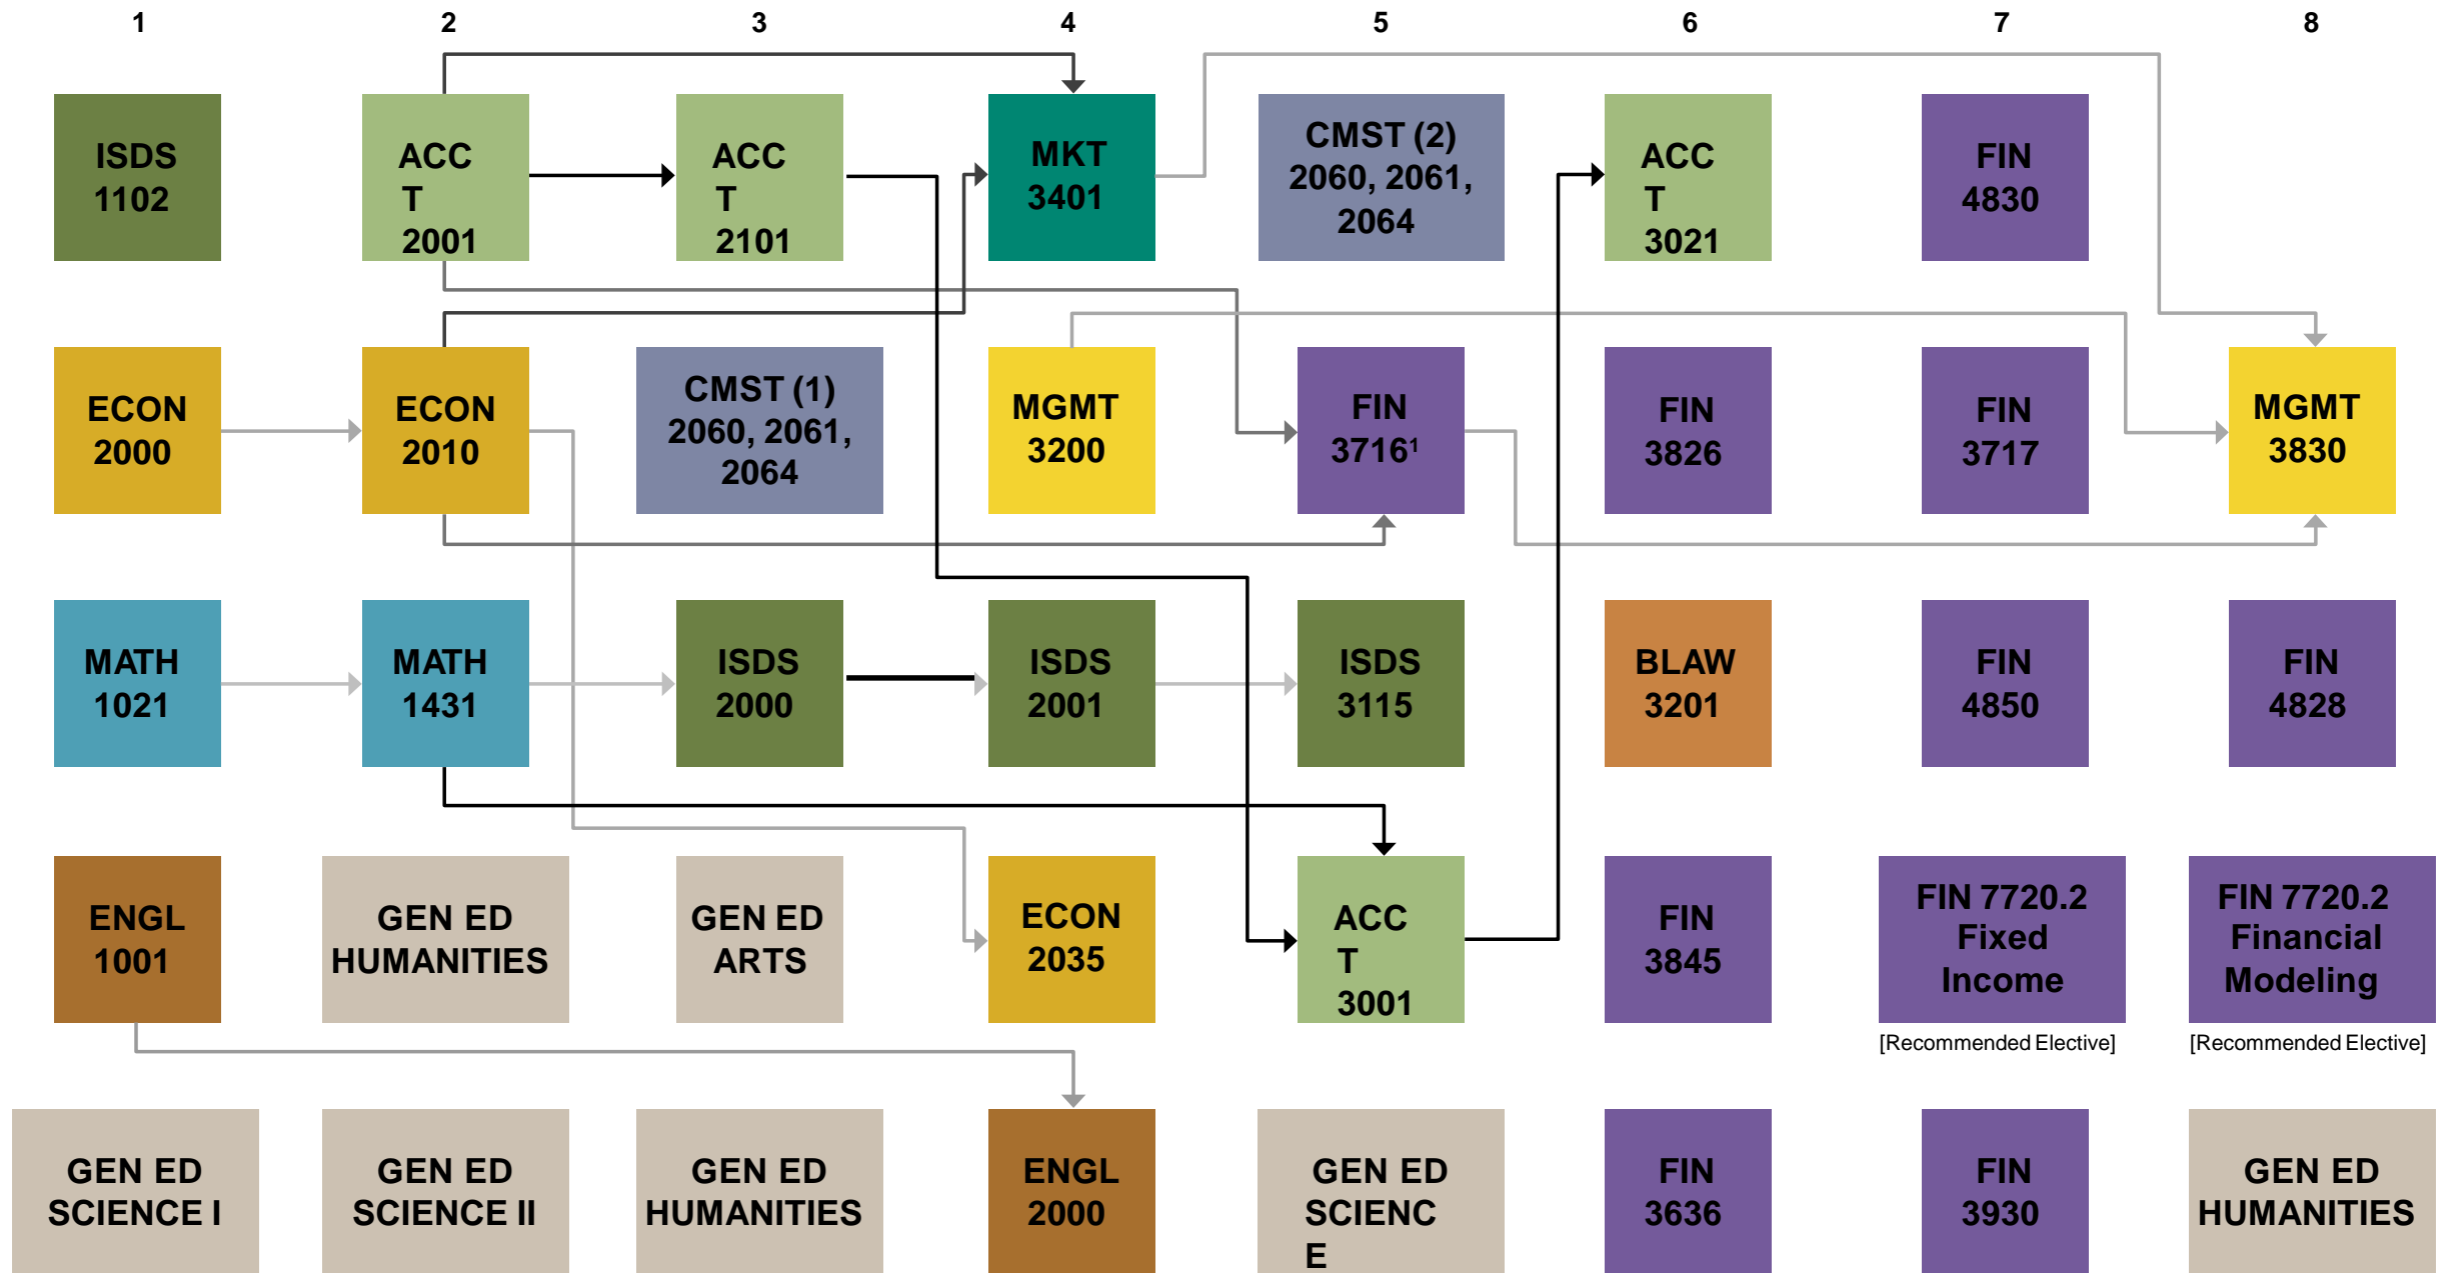 1 2 3 4 5 6 7 8
ISDS
1102
ACC
T
2001
ACC
T
2101
MKT
3401
CMST (2)
2060, 2061,
2064
ACC
T
3021
FIN
4830
ECON
2000
ECON
2010
CMST (1)
2060, 2061,
2064
MGMT
3200
FIN
3716¹
FIN
3826
FIN
3717
MGMT
3830
MATH
1021
MATH
1431
ISDS
2000
ISDS
2001
ISDS
3115
BLAW
3201
FIN
4850
FIN
4828
ENGL
1001
GEN ED
HUMANITIES
GEN ED
ARTS
ECON
2035
ACC
T
3001
FIN
3845
FIN 7720.2
Fixed
Income
[Recommended Elective]
FIN 7720.2
Financial
Modeling
[Recommended Elective]
GEN ED
SCIENCE I
GEN ED
SCIENCE II
GEN ED
HUMANITIES
ENGL
2000
GEN ED
SCIENC
E
FIN
3636
FIN
3930
GEN ED
HUMANITIES